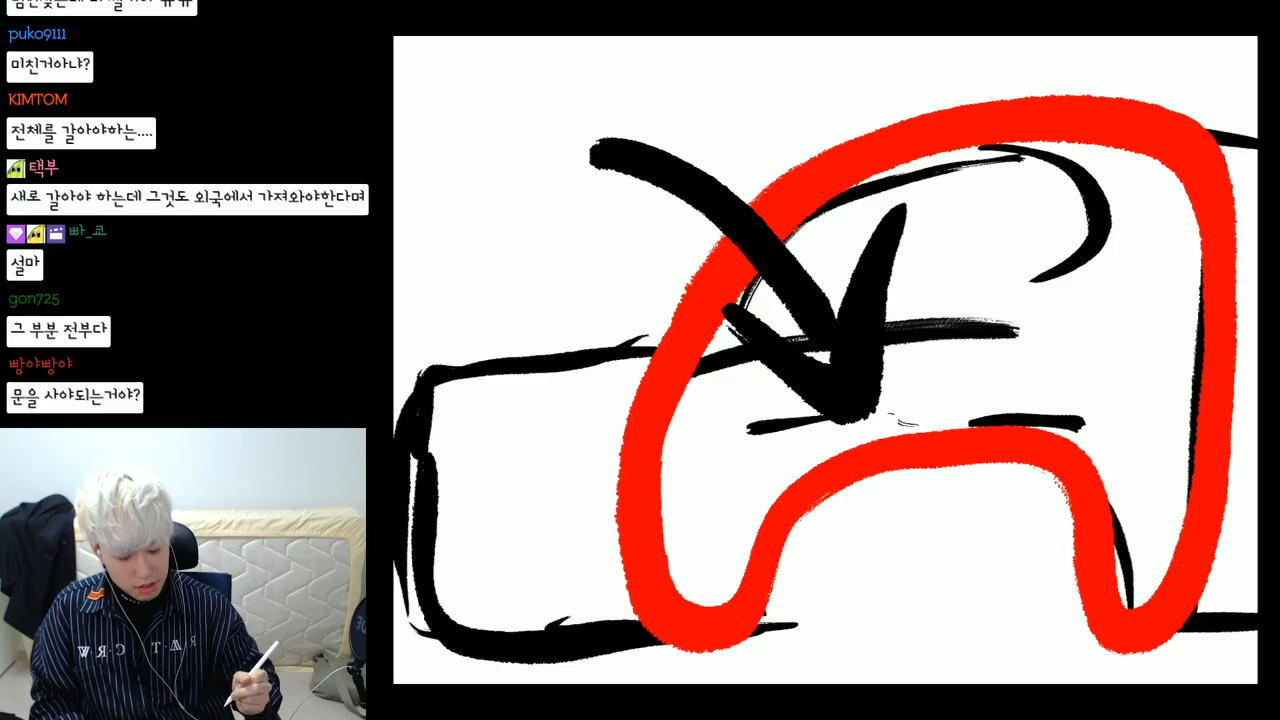 puko9111
미친거아냐?
KIMTOM
전체를 갈아야하는....
택부
새로 갈아야 하는데 그것도 외국에서 가져와야한다며
빠_쿄
설마
gon725
그 부분 전부다
빵야빵야
문을 사야되는거야?